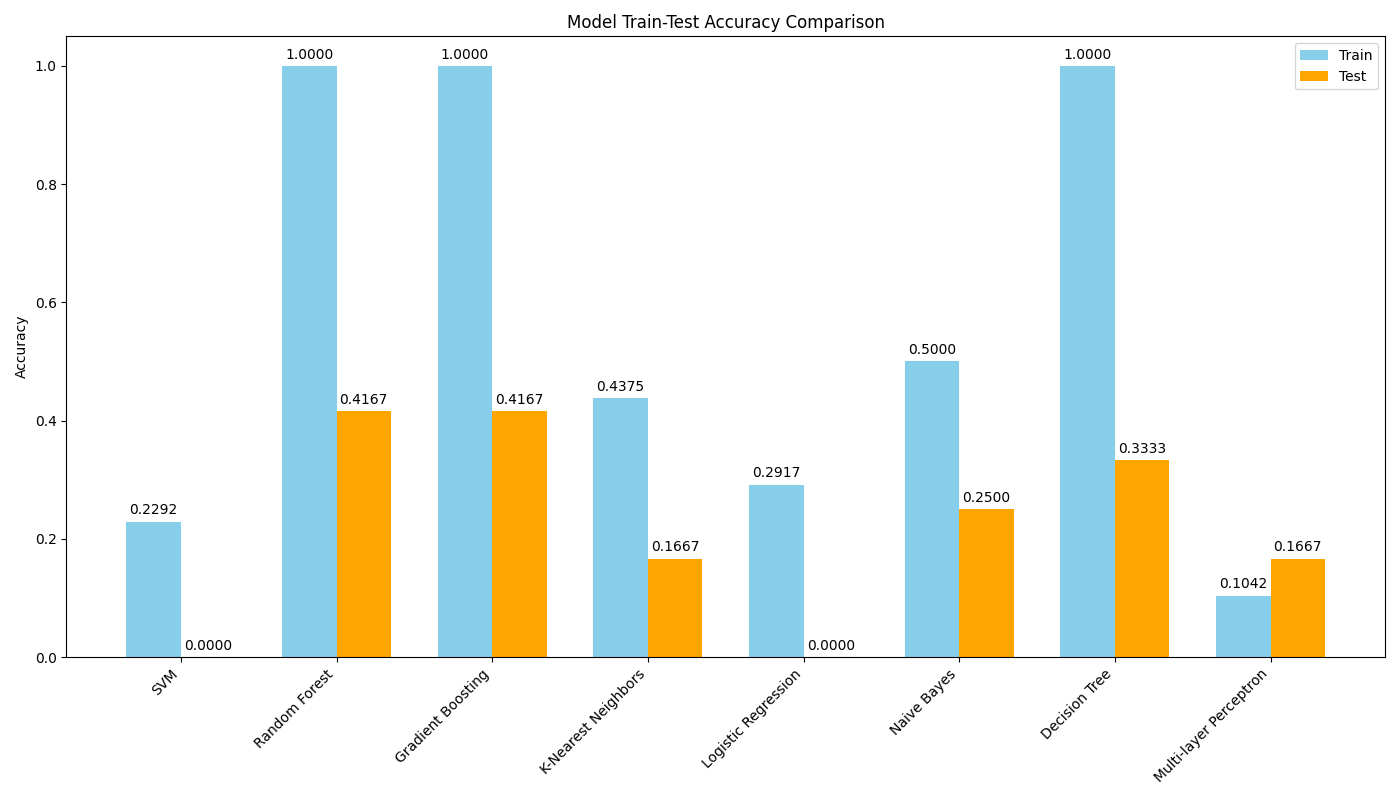 Model Train-Test Accuracy Comparison
Train
Test
Accuracy
1.0
0.8
0.6
0.4
0.2
0.0
0.2292
0.0000
1.0000
0.4167
1.0000
0.4167
0.4375
0.1667
0.2917
0.0000
0.5000
0.2500
1.0000
0.3333
0.1042
0.1667
SVM
Random Forest
Gradient Boosting
K-Nearest Neighbors
Logistic Regression
Naive Bayes
Decision Tree
Multi-layer Perceptron